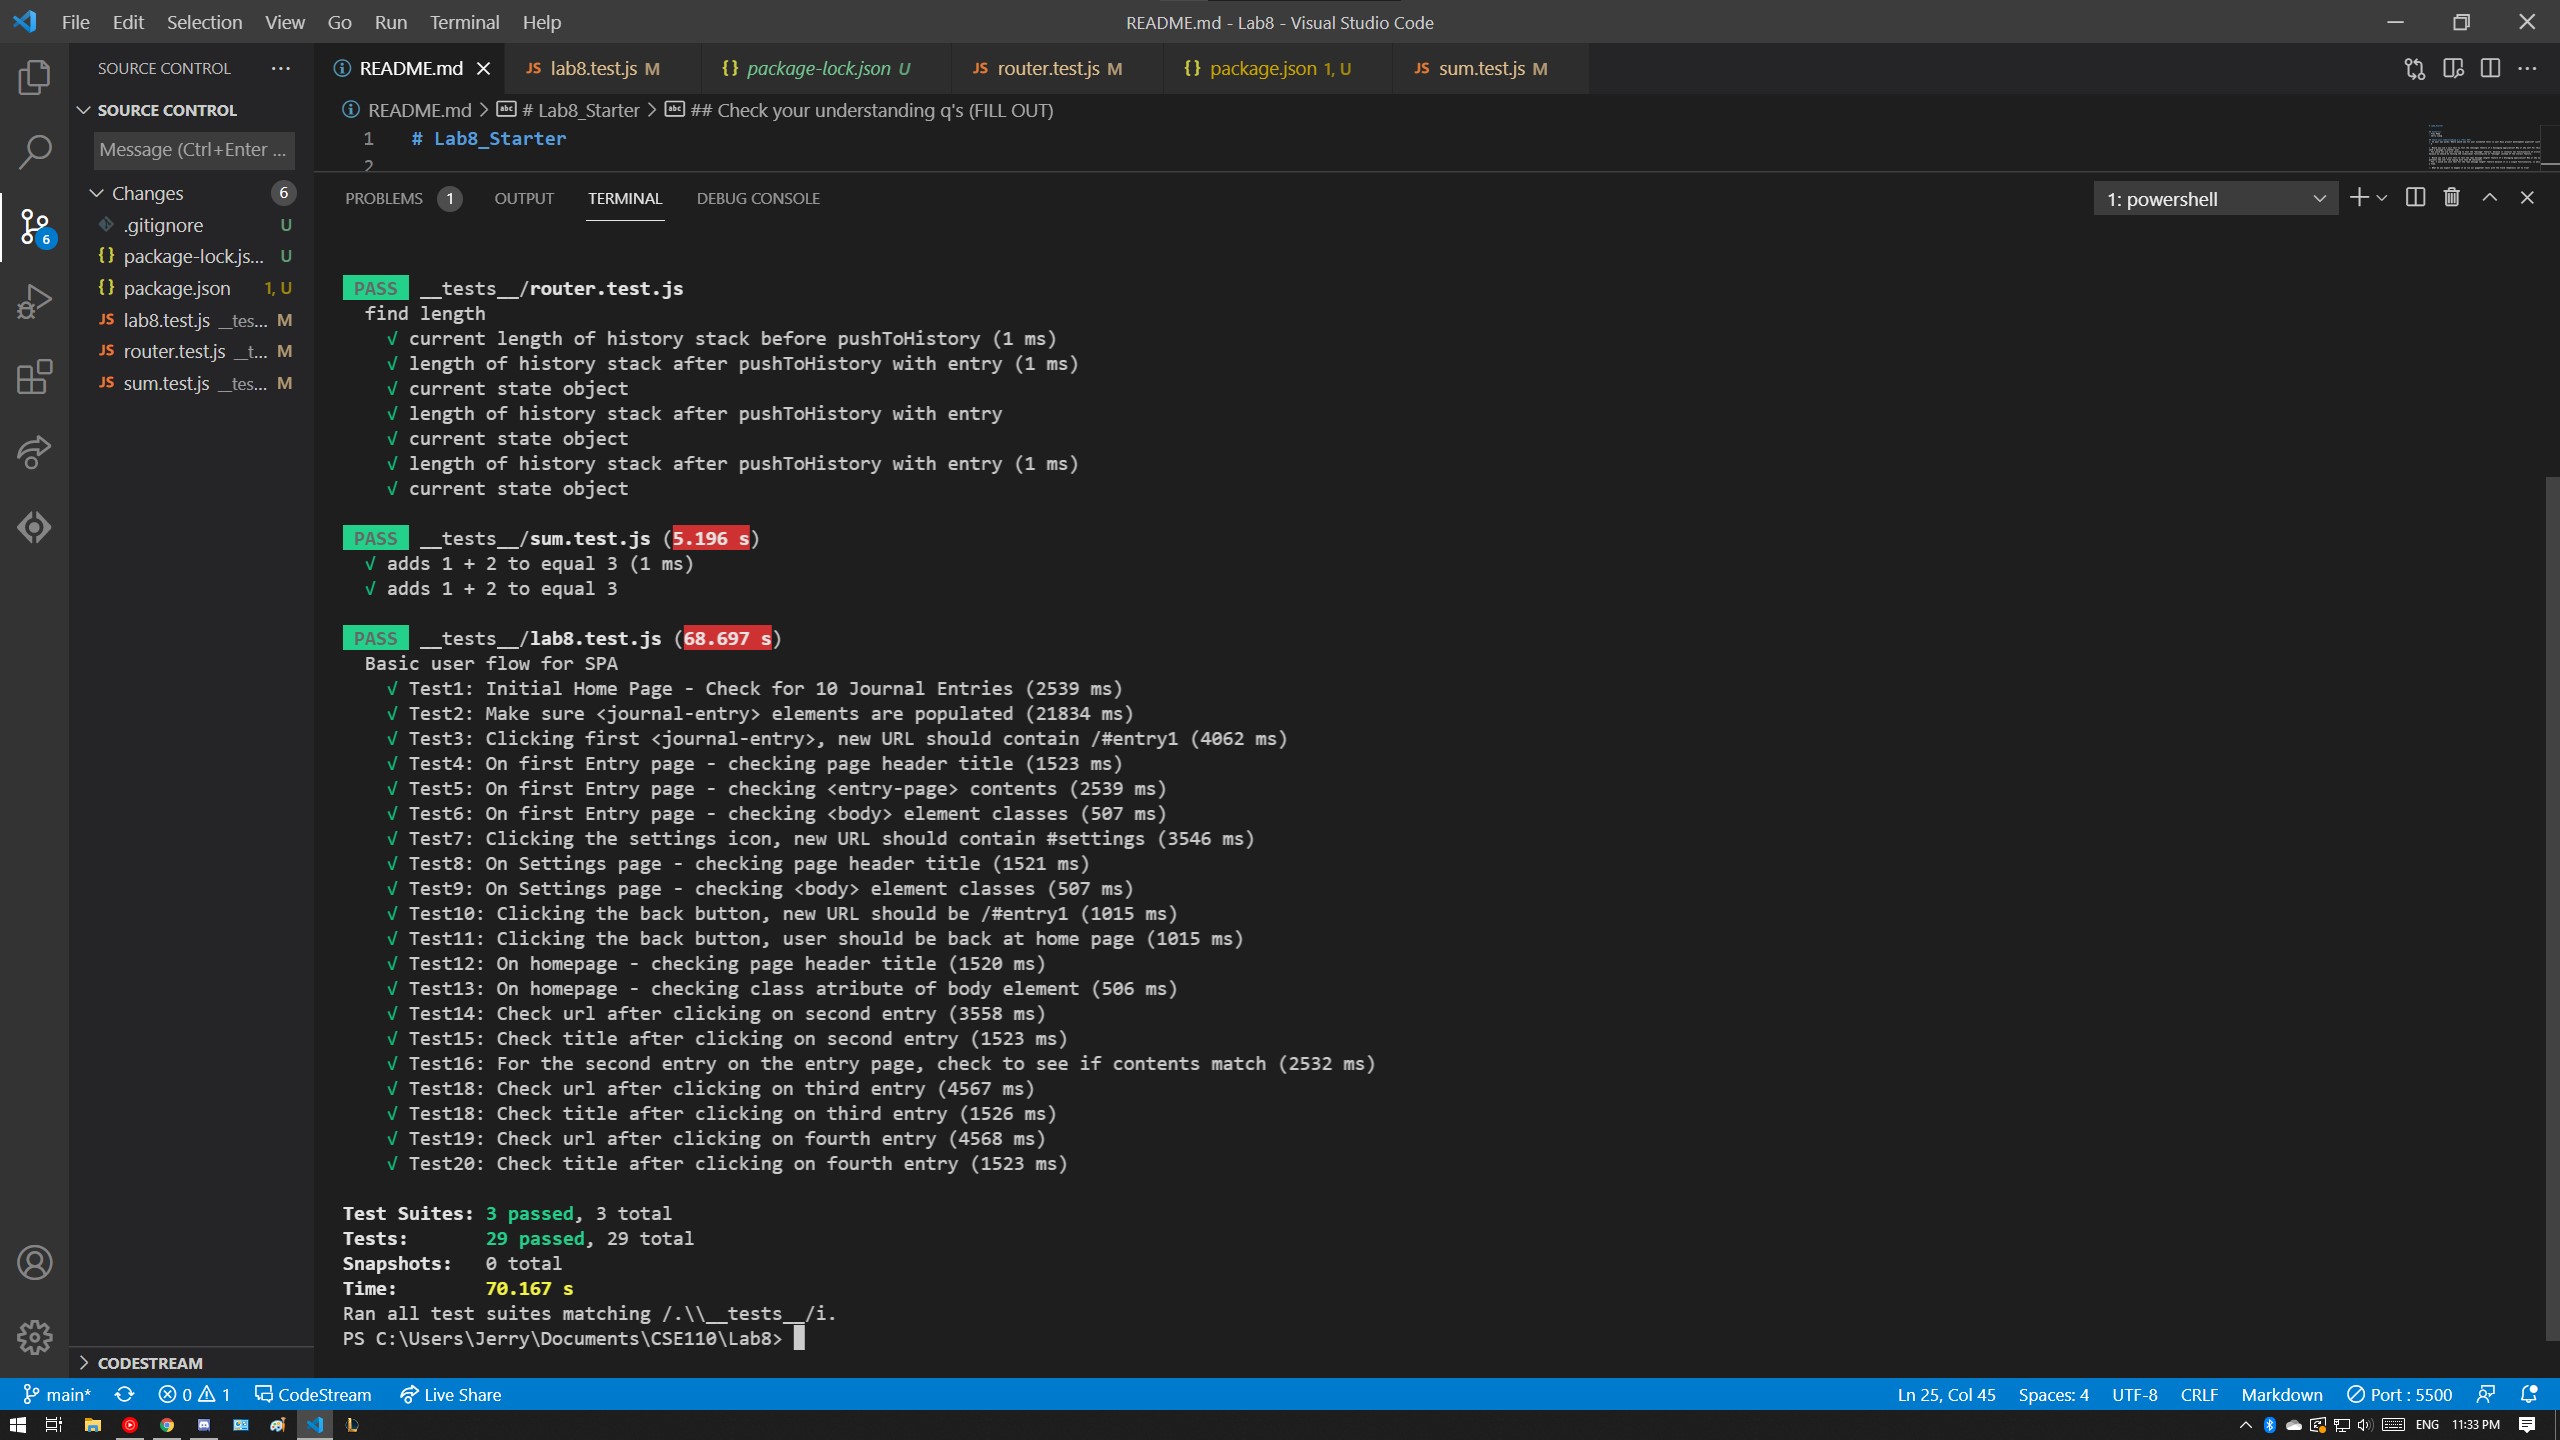 File Edit Selection View Go Run Terminal Help
README.md - Lab8 - Visual Studio Code
SOURCE CONTROL ...
README.md
JS lab8.test.js M
{} package-lock.json U
JS router.test.js M
{} package.json 1, U
JS sum.test.js M
SOURCE CONTROL
Message (Ctrl+Enter ...
Changes 6
.gitignore U
{} package-lock.js... U
{} package.json 1, U
JS lab8.test.js __tes... M
JS router.test.js __t... M
JS sum.test.js __tes... M
6
README.md > # Lab8_Starter > ## Check your understanding q's (FILL OUT)
1 # Lab8_Starter
2
PROBLEMS 1 OUTPUT TERMINAL DEBUG CONSOLE
1: powershell
PASS __tests__/router.test.js
find length
√ current length of history stack before pushToHistory (1 ms)
√ length of history stack after pushToHistory with entry (1 ms)
√ current state object
√ length of history stack after pushToHistory with entry
√ current state object
√ length of history stack after pushToHistory with entry (1 ms)
√ current state object
PASS __tests__/sum.test.js (5.196 s)
√ adds 1 + 2 to equal 3 (1 ms)
√ adds 1 + 2 to equal 3
PASS __tests__/lab8.test.js (68.697 s)
Basic user flow for SPA
√ Test1: Initial Home Page - Check for 10 Journal Entries (2539 ms)
√ Test2: Make sure <journal-entry> elements are populated (21834 ms)
√ Test3: Clicking first <journal-entry>, new URL should contain /#entry1 (4062 ms)
√ Test4: On first Entry page - checking page header title (1523 ms)
√ Test5: On first Entry page - checking <entry-page> contents (2539 ms)
√ Test6: On first Entry page - checking <body> element classes (507 ms)
√ Test7: Clicking the settings icon, new URL should contain #settings (3546 ms)
√ Test8: On Settings page - checking page header title (1521 ms)
√ Test9: On Settings page - checking <body> element classes (507 ms)
√ Test10: Clicking the back button, new URL should be /#entry1 (1015 ms)
√ Test11: Clicking the back button, user should be back at home page (1015 ms)
√ Test12: On homepage - checking page header title (1520 ms)
√ Test13: On homepage - checking class atribute of body element (506 ms)
√ Test14: Check url after clicking on second entry (3558 ms)
√ Test15: Check title after clicking on second entry (1523 ms)
√ Test16: For the second entry on the entry page, check to see if contents match (2532 ms)
√ Test18: Check url after clicking on third entry (4567 ms)
√ Test18: Check title after clicking on third entry (1526 ms)
√ Test19: Check url after clicking on fourth entry (4568 ms)
√ Test20: Check title after clicking on fourth entry (1523 ms)
Test Suites: 3 passed, 3 total
Tests: 29 passed, 29 total
Snapshots: 0 total
Time: 70.167 s
Ran all test suites matching /.\\__tests__/i.
PS C:\Users\Jerry\Documents\CSE110\Lab8>
CODESTREAM
main* 0 1 CodeStream Live Share
Ln 25, Col 45 Spaces: 4 UTF-8 CRLF Markdown Port : 5500
ENG 11:33 PM